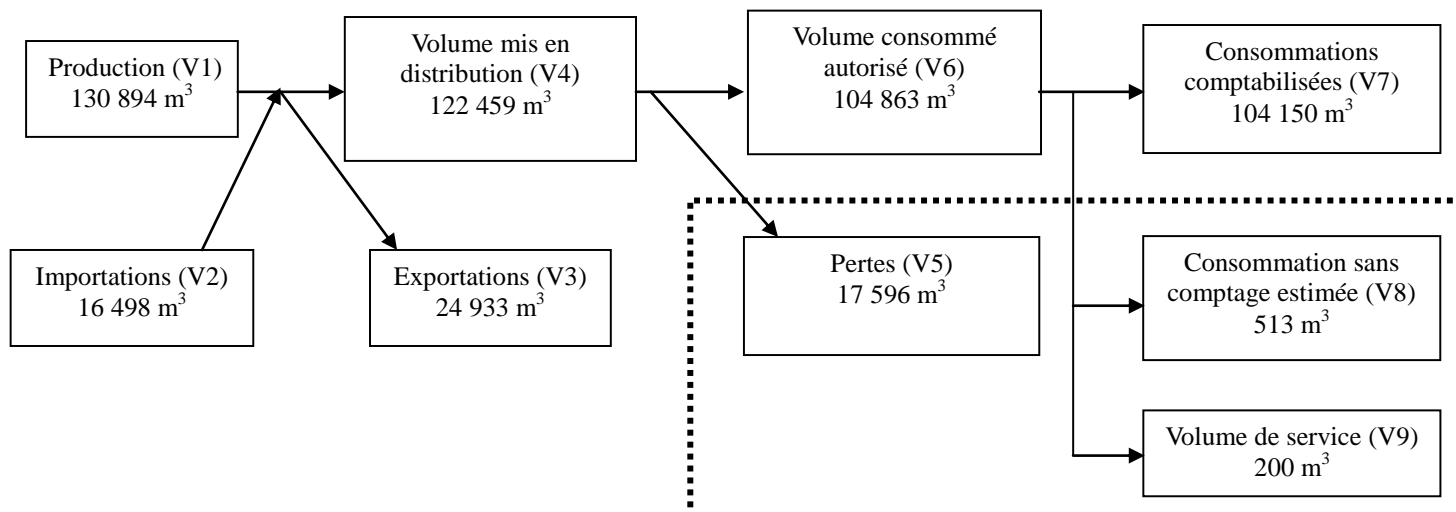 Production (V1)
130 894 m³
Volume mis en
distribution (V4)
122 459 m³
Volume consommé
autorisé (V6)
104 863 m³
Consommations
comptabilisées (V7)
104 150 m³
Importations (V2)
16 498 m³
Exportations (V3)
24 933 m³
Pertes (V5)
17 596 m³
Consommation sans
comptage estimée (V8)
513 m³
Volume de service (V9)
200 m³